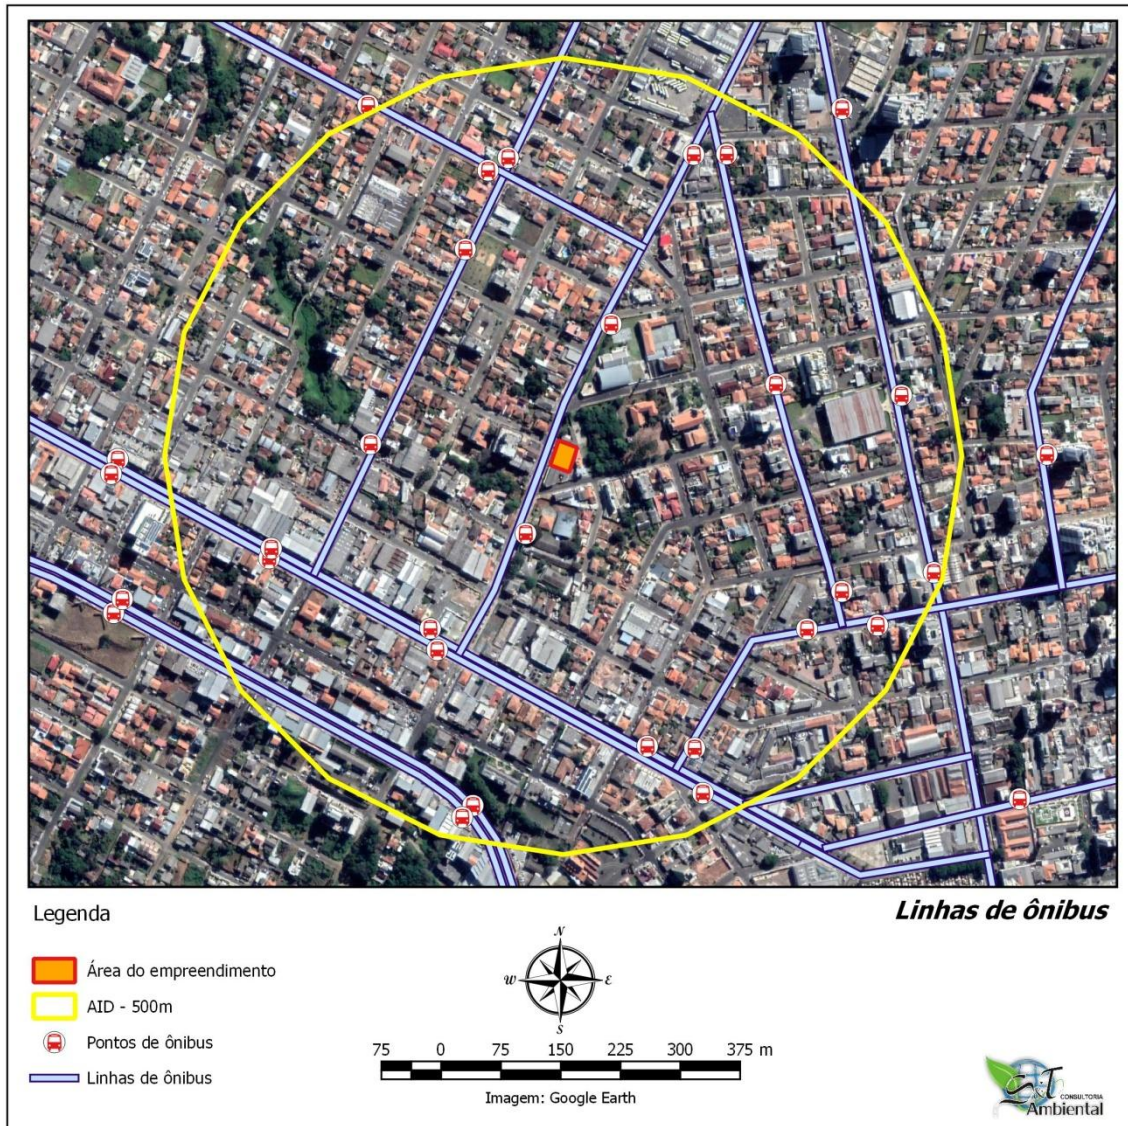 Legenda
Linhas de ônibus
Área do empreendimento
AID - 500m
Pontos de ônibus
Linhas de ônibus
N
W
E
S
75 0 75 150 225 300 375 m
Imagem: Google Earth
CONSULTORIA
Ambiental